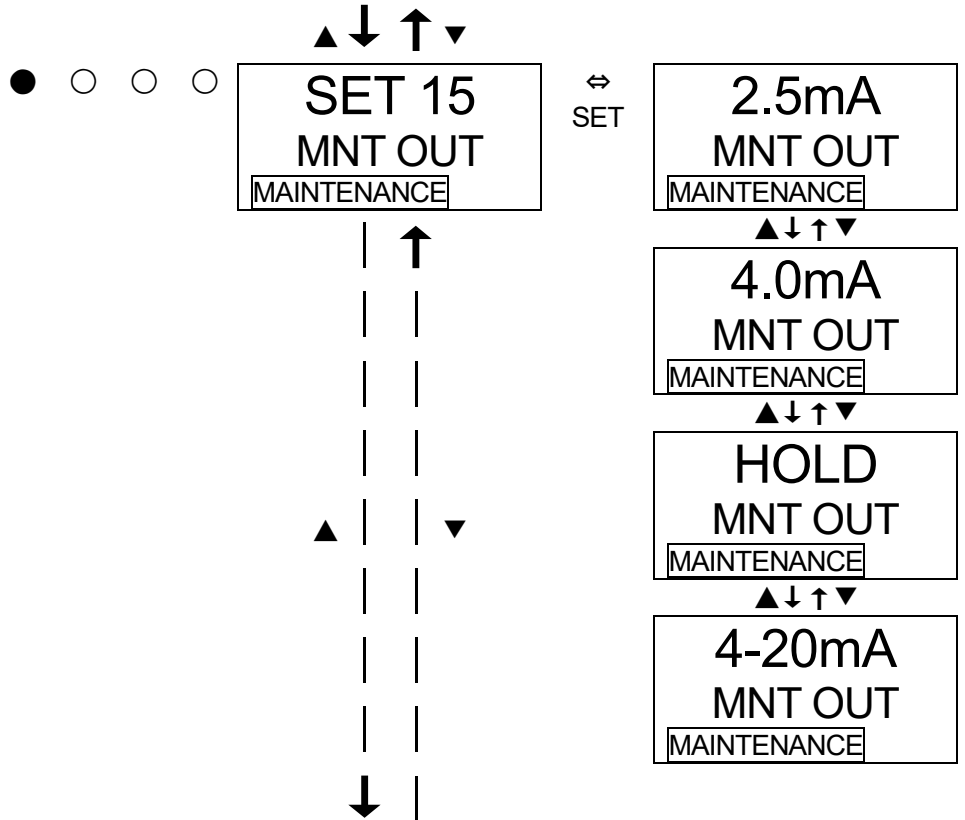 ▲ ↓ ↑ ▼
● ○ ○ ○
SET 15
MNT OUT
MAINTENANCE
⇔
SET
2.5mA
MNT OUT
MAINTENANCE
▲↓↑▼
4.0mA
MNT OUT
MAINTENANCE
▲↓↑▼
HOLD
MNT OUT
MAINTENANCE
▲↓↑▼
4-20mA
MNT OUT
MAINTENANCE
▲ ▼